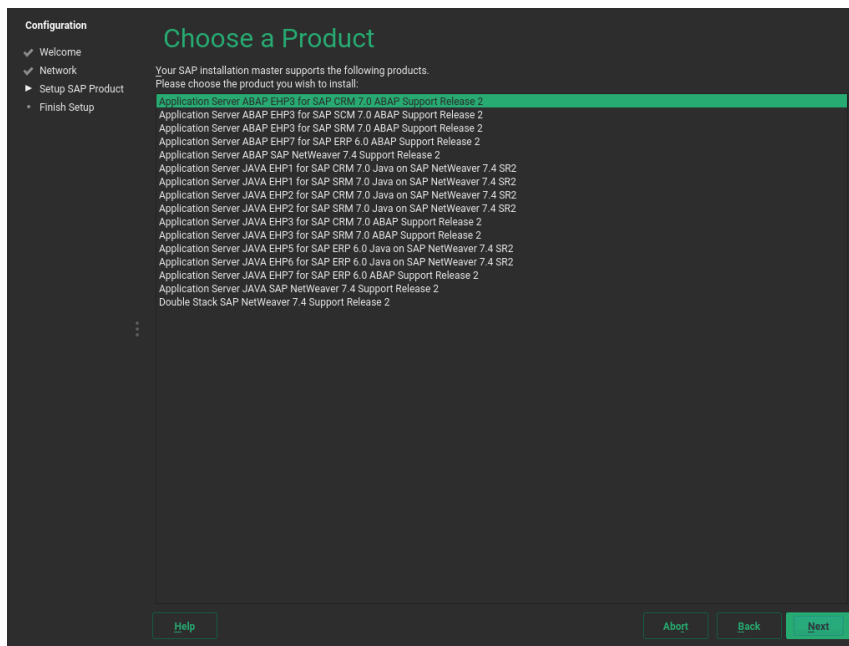 Configuration
Welcome
Network
Setup SAP Product
Finish Setup
Choose a Product
Your SAP installation master supports the following products.
Please choose the product you wish to install:
Application Server ABAP EHP3 for SAP CRM 7.0 ABAP Support Release 2
Application Server ABAP EHP3 for SAP SCM 7.0 ABAP Support Release 2
Application Server ABAP EHP3 for SAP SRM 7.0 ABAP Support Release 2
Application Server ABAP EHP7 for SAP ERP 6.0 ABAP Support Release 2
Application Server ABAP SAP NetWeaver 7.4 Support Release 2
Application Server JAVA EHP1 for SAP CRM 7.0 Java on SAP NetWeaver 7.4 SR2
Application Server JAVA EHP1 for SAP SRM 7.0 Java on SAP NetWeaver 7.4 SR2
Application Server JAVA EHP2 for SAP CRM 7.0 Java on SAP NetWeaver 7.4 SR2
Application Server JAVA EHP2 for SAP SRM 7.0 Java on SAP NetWeaver 7.4 SR2
Application Server JAVA EHP3 for SAP CRM 7.0 ABAP Support Release 2
Application Server JAVA EHP3 for SAP SRM 7.0 ABAP Support Release 2
Application Server JAVA EHP5 for SAP ERP 6.0 Java on SAP NetWeaver 7.4 SR2
Application Server JAVA EHP6 for SAP ERP 6.0 Java on SAP NetWeaver 7.4 SR2
Application Server JAVA EHP7 for SAP ERP 6.0 ABAP Support Release 2
Application Server JAVA SAP NetWeaver 7.4 Support Release 2
Double Stack SAP NetWeaver 7.4 Support Release 2
Help
Abort
Back
Next